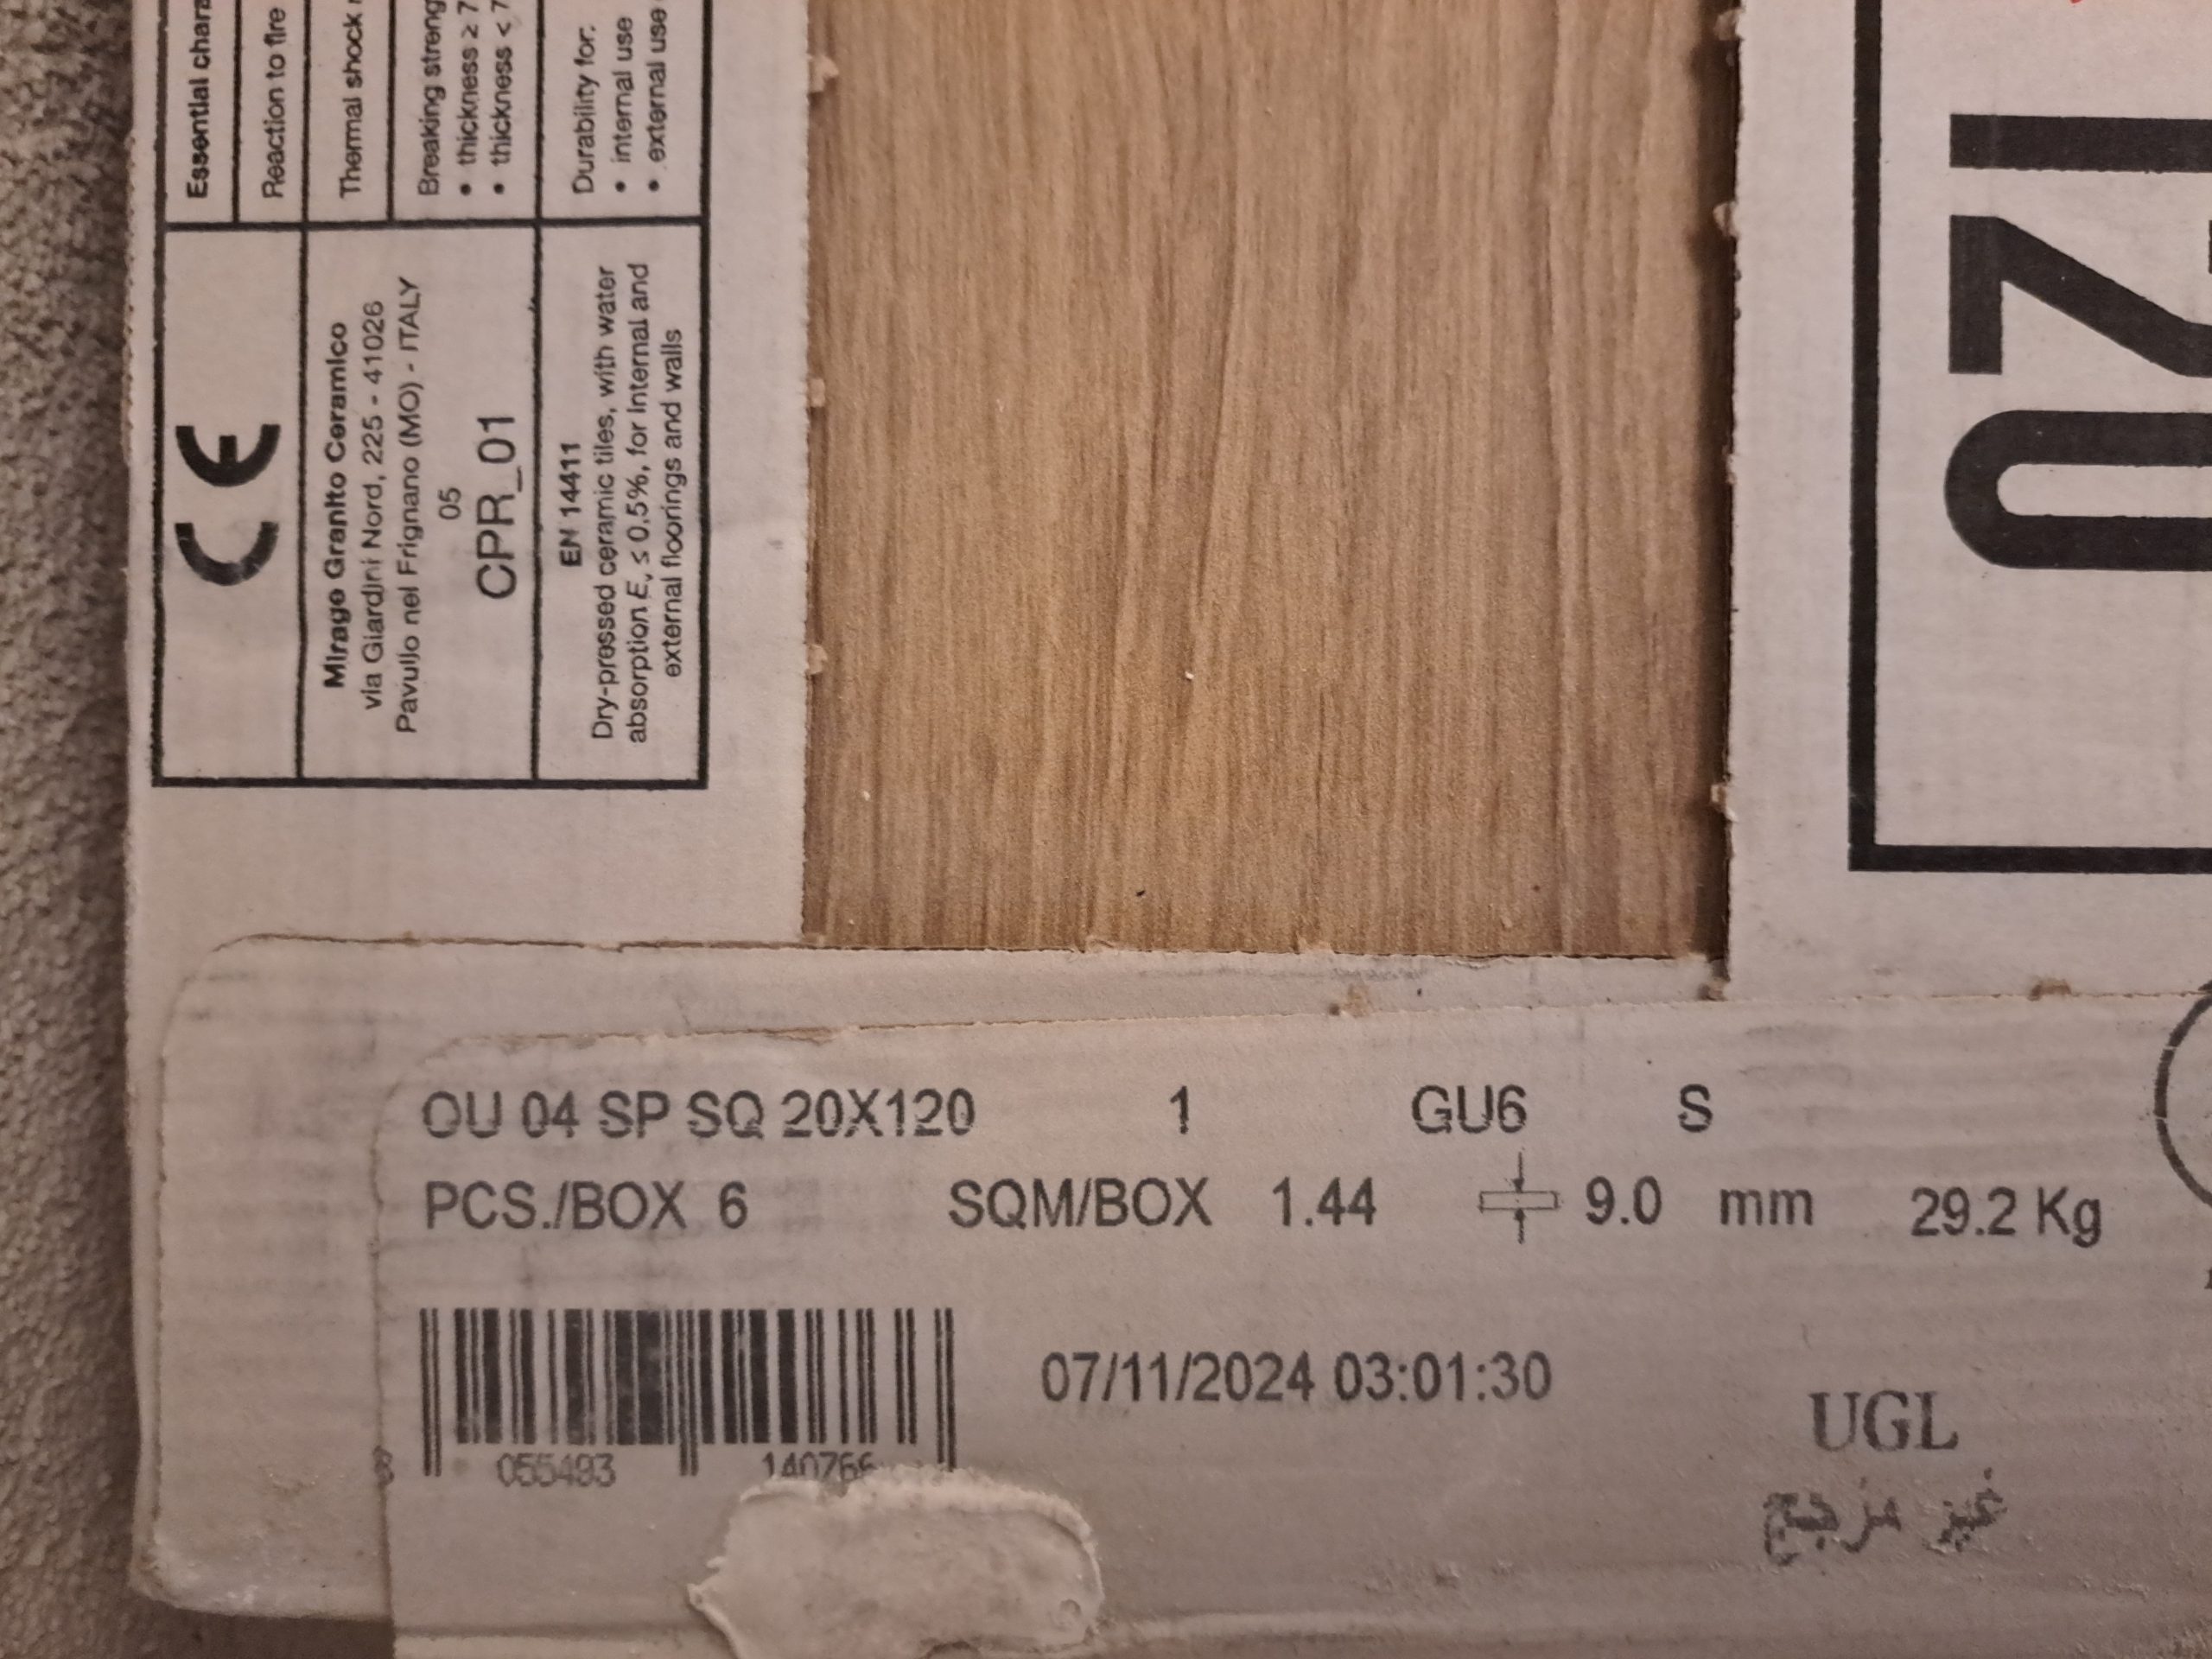 CE
Mirage Granito Ceramico
via Giardini Nord, 225 - 41026
Pavullo nel Frignano (MO) - ITALY
05
CPR_01
EN 14411
Dry-pressed ceramic tiles, with water
absorption Eᵥ ≤ 0,5%, for internal and
external floorings and walls
Essential
Reaction to fire
Thermal shock
Breaking
• thickness ≥ 7
• thickness < 7
Durability for:
• internal use
• external use
OU 04 SP SQ 20X120 1 GU6 S
PCS./BOX 6 SQM/BOX 1.44 9.0 mm 29.2 Kg
055493
07/11/2024 03:01:30
UGL
غير مزجج